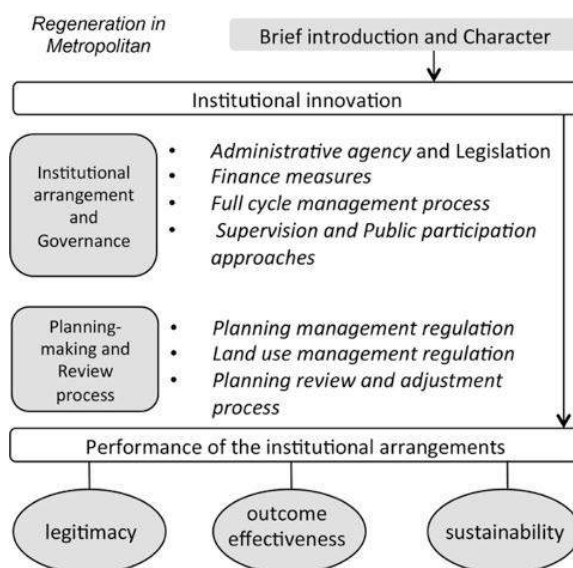 Regeneration in
Metropolitan
Brief introduction and Character
Institutional innovation
Institutional
arrangement
and
Governance
• Administrative agency and Legislation
• Finance measures
• Full cycle management process
• Supervision and Public participation
approaches
Planning-
making and
Review
process
• Planning management regulation
• Land use management regulation
• Planning review and adjustment
process
Performance of the institutional arrangements
legitimacy
outcome
effectiveness
sustainability